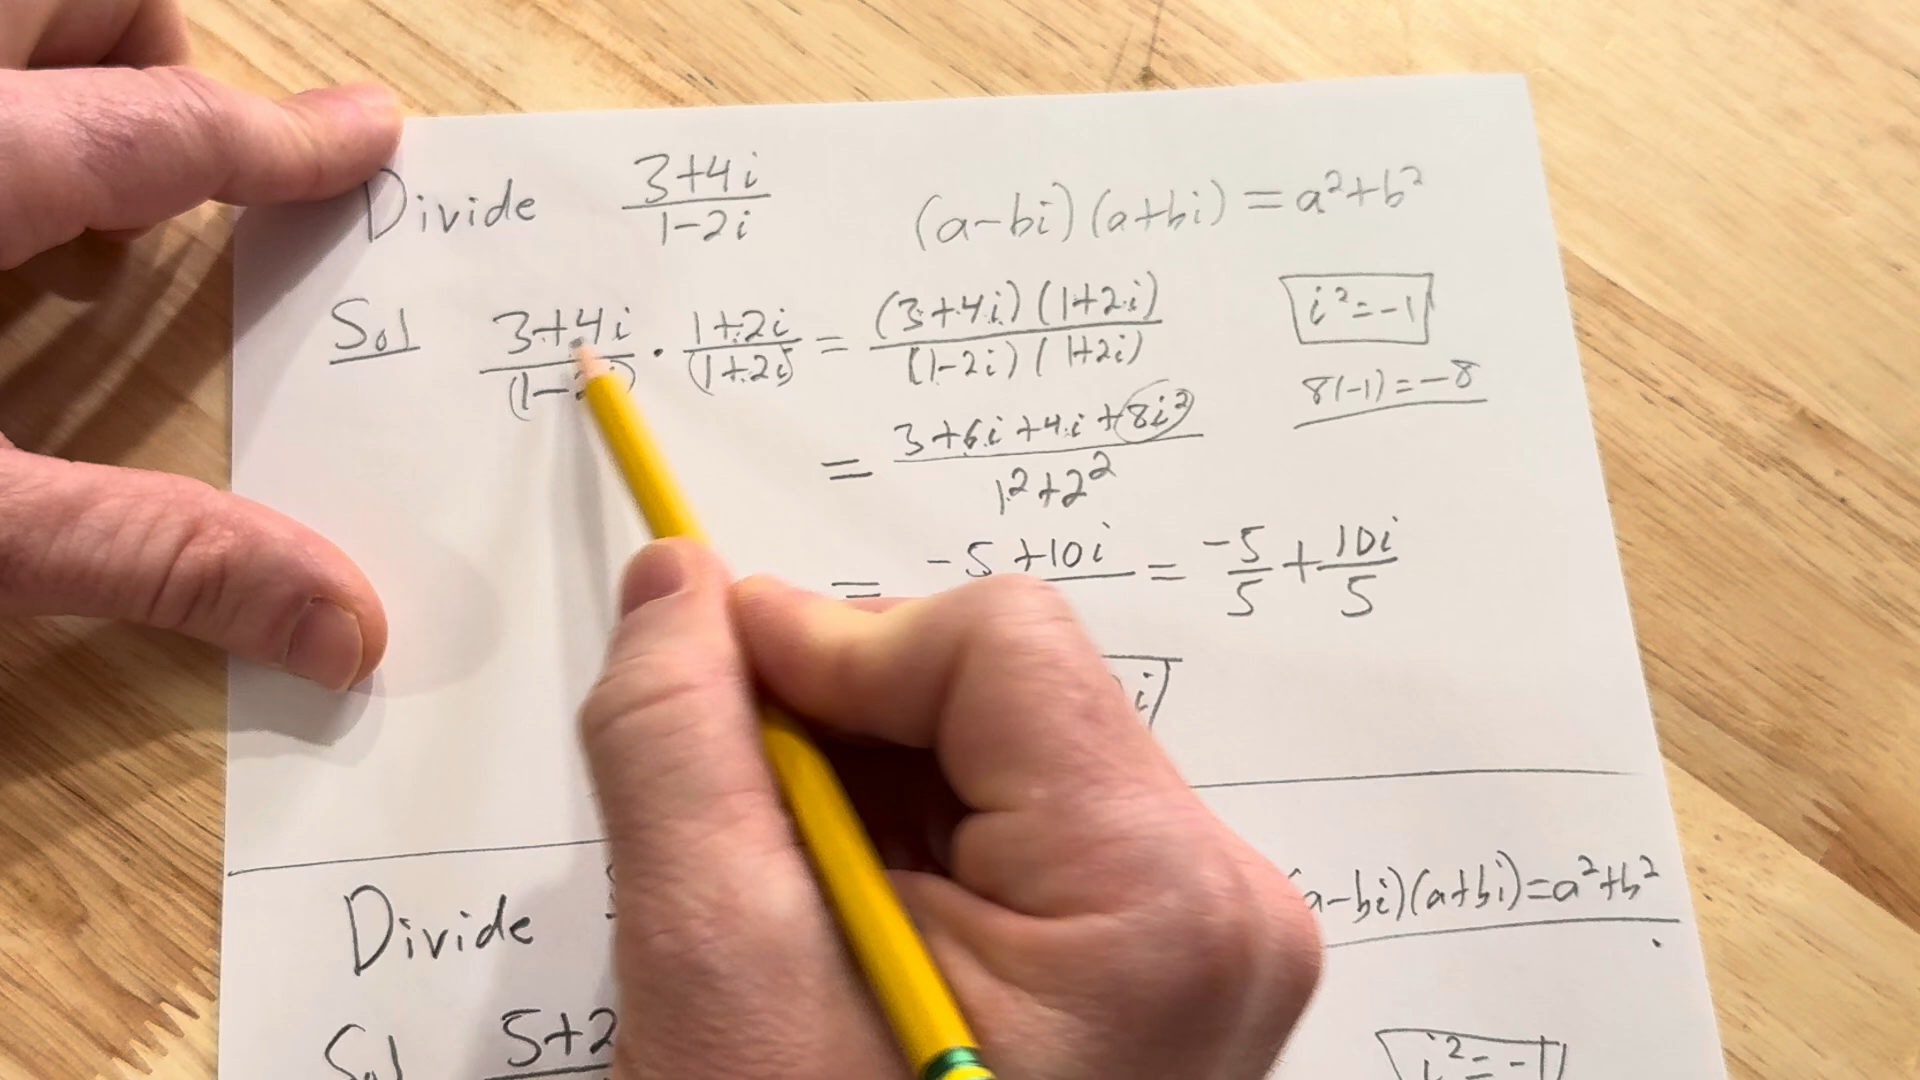 Divide (3+4i)/(1-2i) (a-bi)(a+bi) = a²+b²
Sol (3+4i)/(1- · (1+2i)/(1+2i) = (3+4i)(1+2i)/(1-2i)(1+2i) i²=-1
8(-1)=-8
= (3+6i+4i+8i²)/(1²+2²)
= -5+10i = -5/5 + 10i/5
i
Divide a-bi)(a+bi)=a²+b²
Sol 5+2 i²=-1